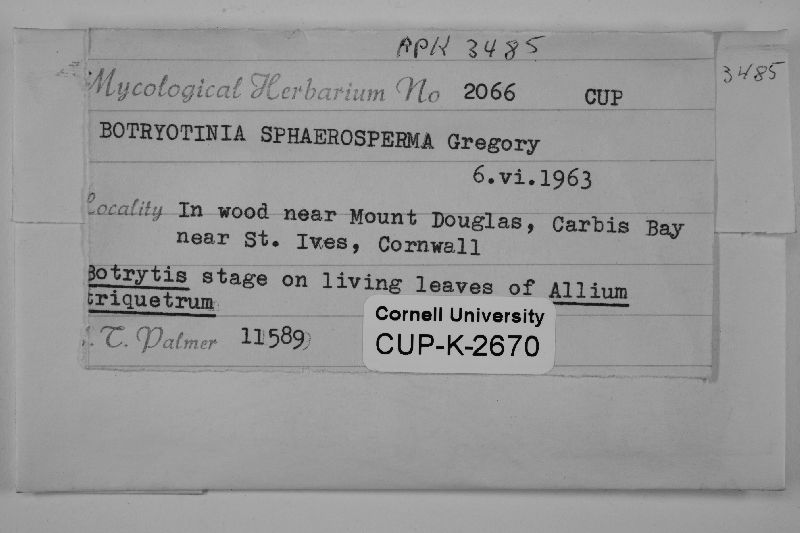 RPK 3485
3485
Mycological Herbarium No 2066 CUP
BOTRYOTINIA SPHAEROSPERMA Gregory
6.vi.1963
Locality In wood near Mount Douglas, Carbis Bay
near St. Ives, Cornwall
Botrytis stage on living leaves of Allium
triquetrum
. T. Palmer 11589
Cornell University
CUP-K-2670